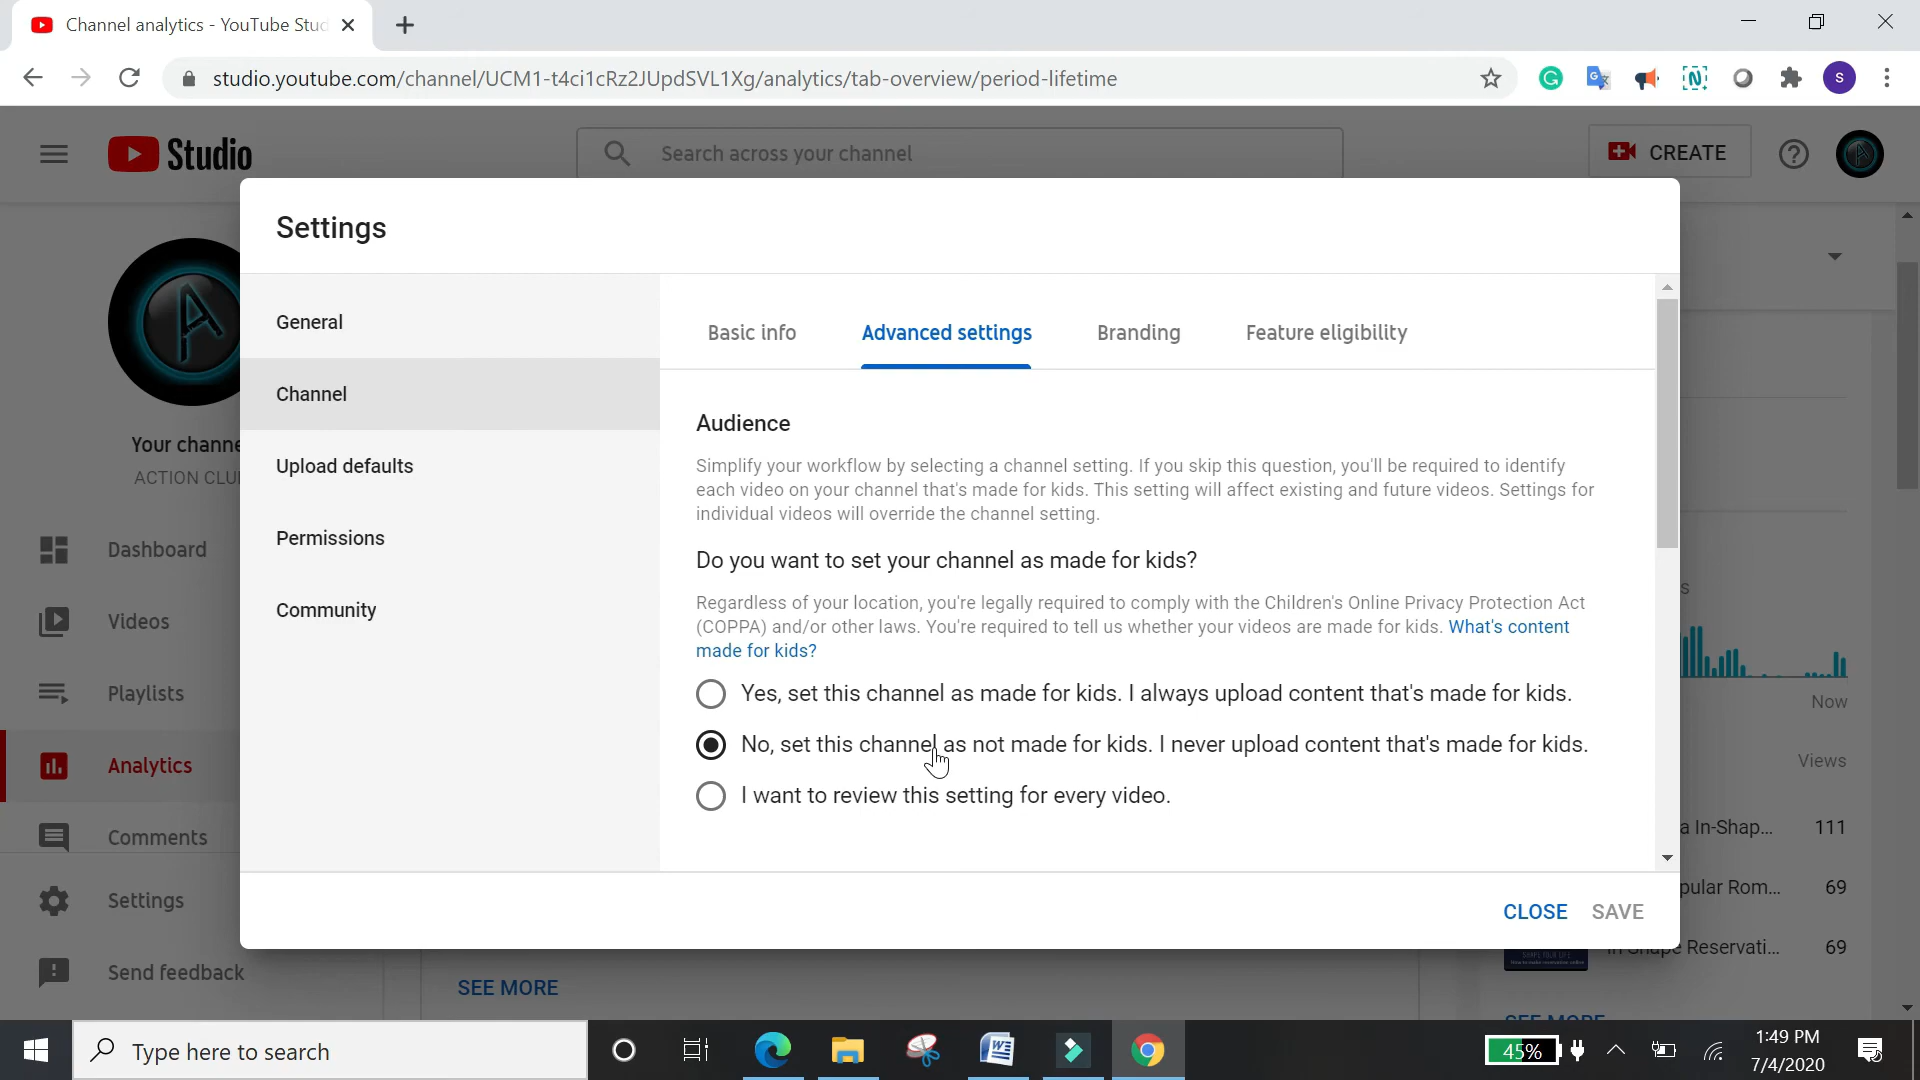 Channel analytics - YouTube Stud
studio.youtube.com/channel/UCM1-t4ci1cRz2JUpdSVL1Xg/analytics/tab-overview/period-lifetime
S
Studio
Search across your channel
CREATE
Settings
General
Channel
Upload defaults
Permissions
Community
Basic info
Advanced settings
Branding
Feature eligibility
Audience
Simplify your workflow by selecting a channel setting. If you skip this question, you'll be required to identify
each video on your channel that's made for kids. This setting will affect existing and future videos. Settings for
individual videos will override the channel setting.
Do you want to set your channel as made for kids?
Regardless of your location, you're legally required to comply with the Children's Online Privacy Protection Act
(COPPA) and/or other laws. You're required to tell us whether your videos are made for kids. What's content
made for kids?
Yes, set this channel as made for kids. I always upload content that's made for kids.
No, set this channel as not made for kids. I never upload content that's made for kids.
I want to review this setting for every video.
CLOSE SAVE
Your channe
ACTION CLU
Dashboard
Videos
Playlists
Analytics
Comments
Settings
Send feedback
SEE MORE
s
Now
Views
a In-Shap... 111
pular Rom... 69
In Shape Reservati... 69
SEE MORE
Type here to search
45%
1:49 PM
7/4/2020